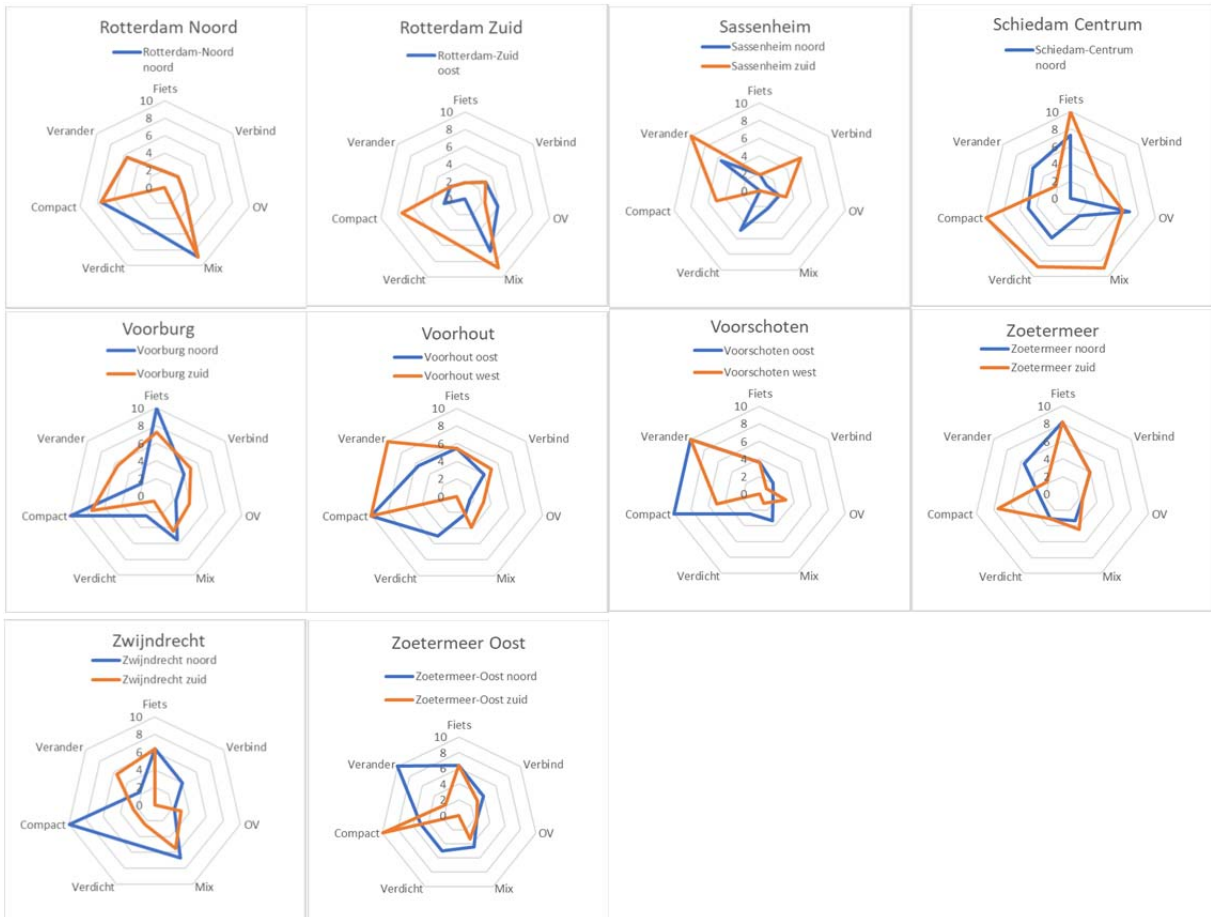 Rotterdam Noord
Rotterdam-Noord
noord
Fiets
10
8
6
4
2
0
Verbind
OV
Mix
Verdicht
Compact
Verander
Rotterdam Zuid
Rotterdam-Zuid
oost
Fiets
10
8
6
4
2
0
Verbind
OV
Mix
Verdicht
Compact
Verander
Sassenheim
Sassenheim noord
Sassenheim zuid
Fiets
10
8
6
4
2
0
Verbind
OV
Mix
Verdicht
Compact
Verander
Schiedam Centrum
Schiedam-Centrum
noord
Fiets
10
8
6
4
2
0
Verbind
OV
Mix
Verdicht
Compact
Verander
Voorburg
Voorburg noord
Voorburg zuid
Fiets
10
8
6
4
2
0
Verbind
OV
Mix
Verdicht
Compact
Verander
Voorhout
Voorhout oost
Voorhout west
Fiets
10
8
6
4
2
0
Verbind
OV
Mix
Verdicht
Compact
Verander
Voorschoten
Voorschoten oost
Voorschoten west
Fiets
10
8
6
4
2
0
Verbind
OV
Mix
Verdicht
Compact
Verander
Zoetermeer
Zoetermeer noord
Zoetermeer zuid
Fiets
10
8
6
4
2
0
Verbind
OV
Mix
Verdicht
Compact
Verander
Zwijndrecht
Zwijndrecht noord
Zwijndrecht zuid
Fiets
10
8
6
4
2
0
Verbind
OV
Mix
Verdicht
Compact
Verander
Zoetermeer Oost
Zoetermeer-Oost noord
Zoetermeer-Oost zuid
Fiets
10
8
6
4
2
0
Verbind
OV
Mix
Verdicht
Compact
Verander